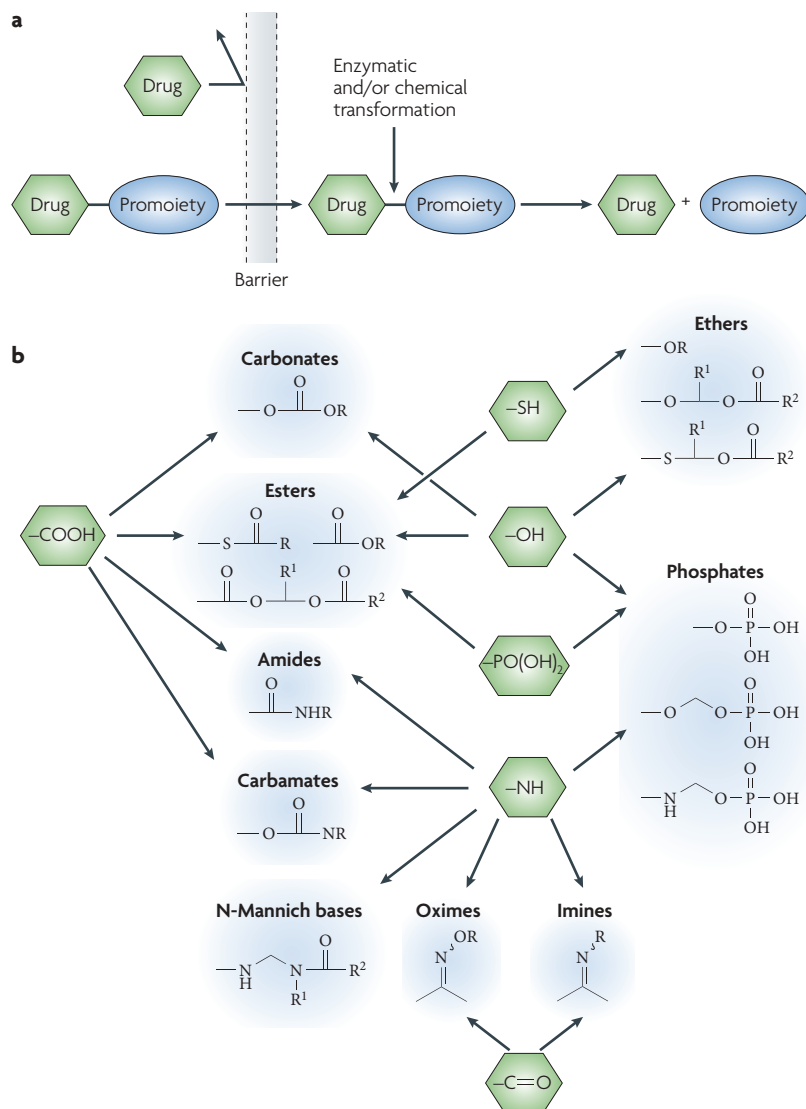 a
Drug
Enzymatic
and/or chemical
transformation
Drug
Promoiety
Drug
Promoiety
Drug
+
Promoiety
Barrier
b
Ethers
Carbonates
—OR
O
—O
OR
–SH
R¹
O
—O
O
R²
R¹
O
—S
O
R²
Esters
–COOH
O
S
R
O
OR
–OH
O
O
R¹
O
O
R²
Phosphates
O
—O—P—OH
OH
–PO(OH)₂
Amides
O
NHR
—O
O—P—OH
O
OH
Carbamates
–NH
O
—O
NR
—N
H
O—P—OH
O
OH
N-Mannich bases
Oximes
Imines
—N
H
N
R¹
O
R²
OR
N
R
N
–C=O